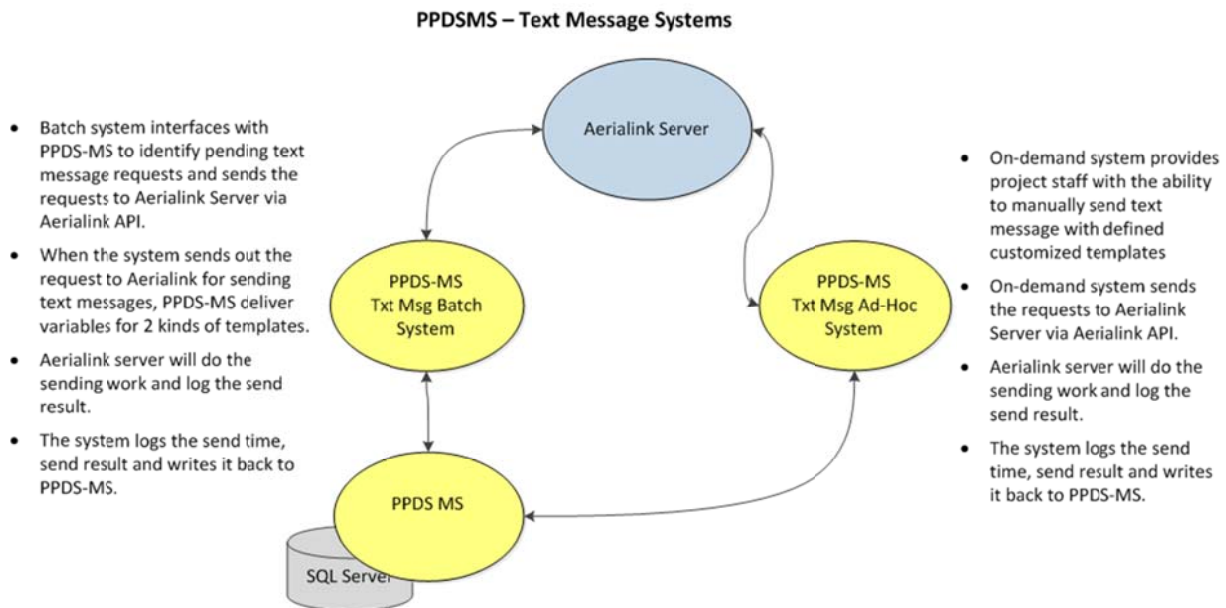 PPDSMS – Text Message Systems
• Batch system interfaces with
PPDS-MS to identify pending text
message requests and sends the
requests to Aerialink Server via
Aerialink API.
• When the system sends out the
request to Aerialink for sending
text messages, PPDS-MS deliver
variables for 2 kinds of templates.
• Aerialink server will do the
sending work and log the send
result.
• The system logs the send time,
send result and writes it back to
PPDS-MS.
Aerialink Server
PPDS-MS
Txt Msg Batch
System
PPDS-MS
Txt Msg Ad-Hoc
System
PPDS MS
SQL Server
• On-demand system provides
project staff with the ability
to manually send text
message with defined
customized templates
• On-demand system sends
the requests to Aerialink
Server via Aerialink API.
• Aerialink server will do the
sending work and log the
send result.
• The system logs the send
time, send result and writes
it back to PPDS-MS.